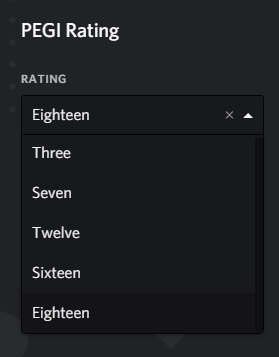 PEGI Rating
RATING
Eighteen
Three
Seven
Twelve
Sixteen
Eighteen